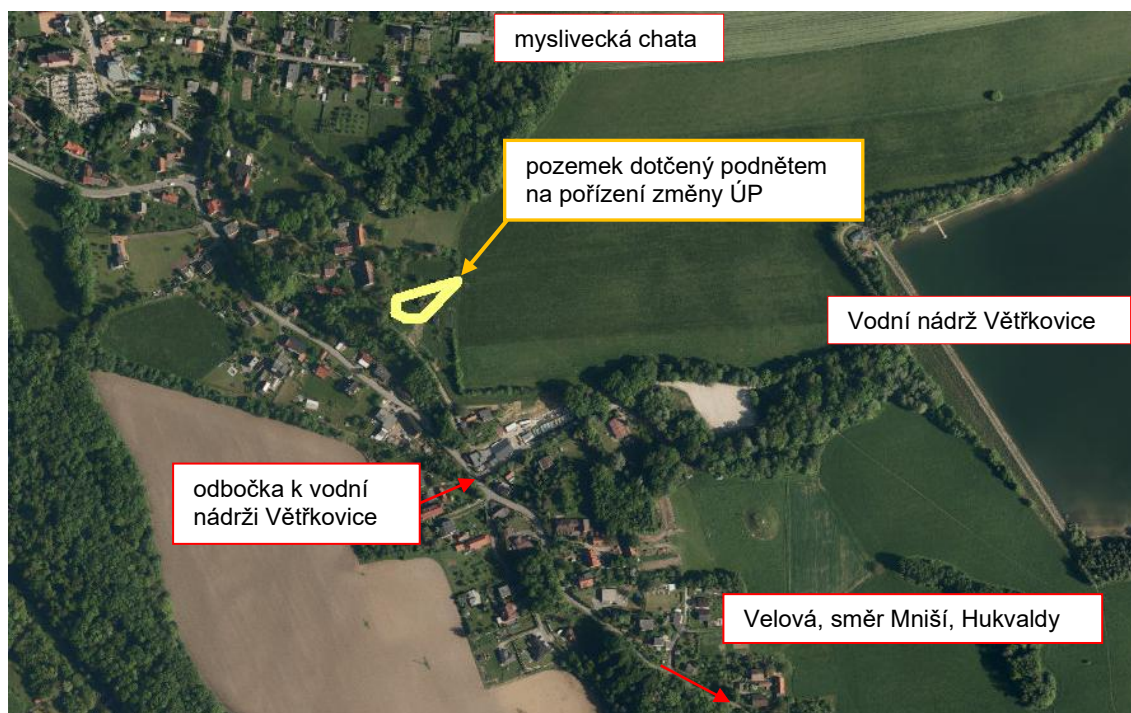 myslivecká chata
pozemek dotčený podnětem
na pořízení změny ÚP
Vodní nádrž Větřkovice
odbočka k vodní
nádrži Větřkovice
Velová, směr Mniší, Hukvaldy